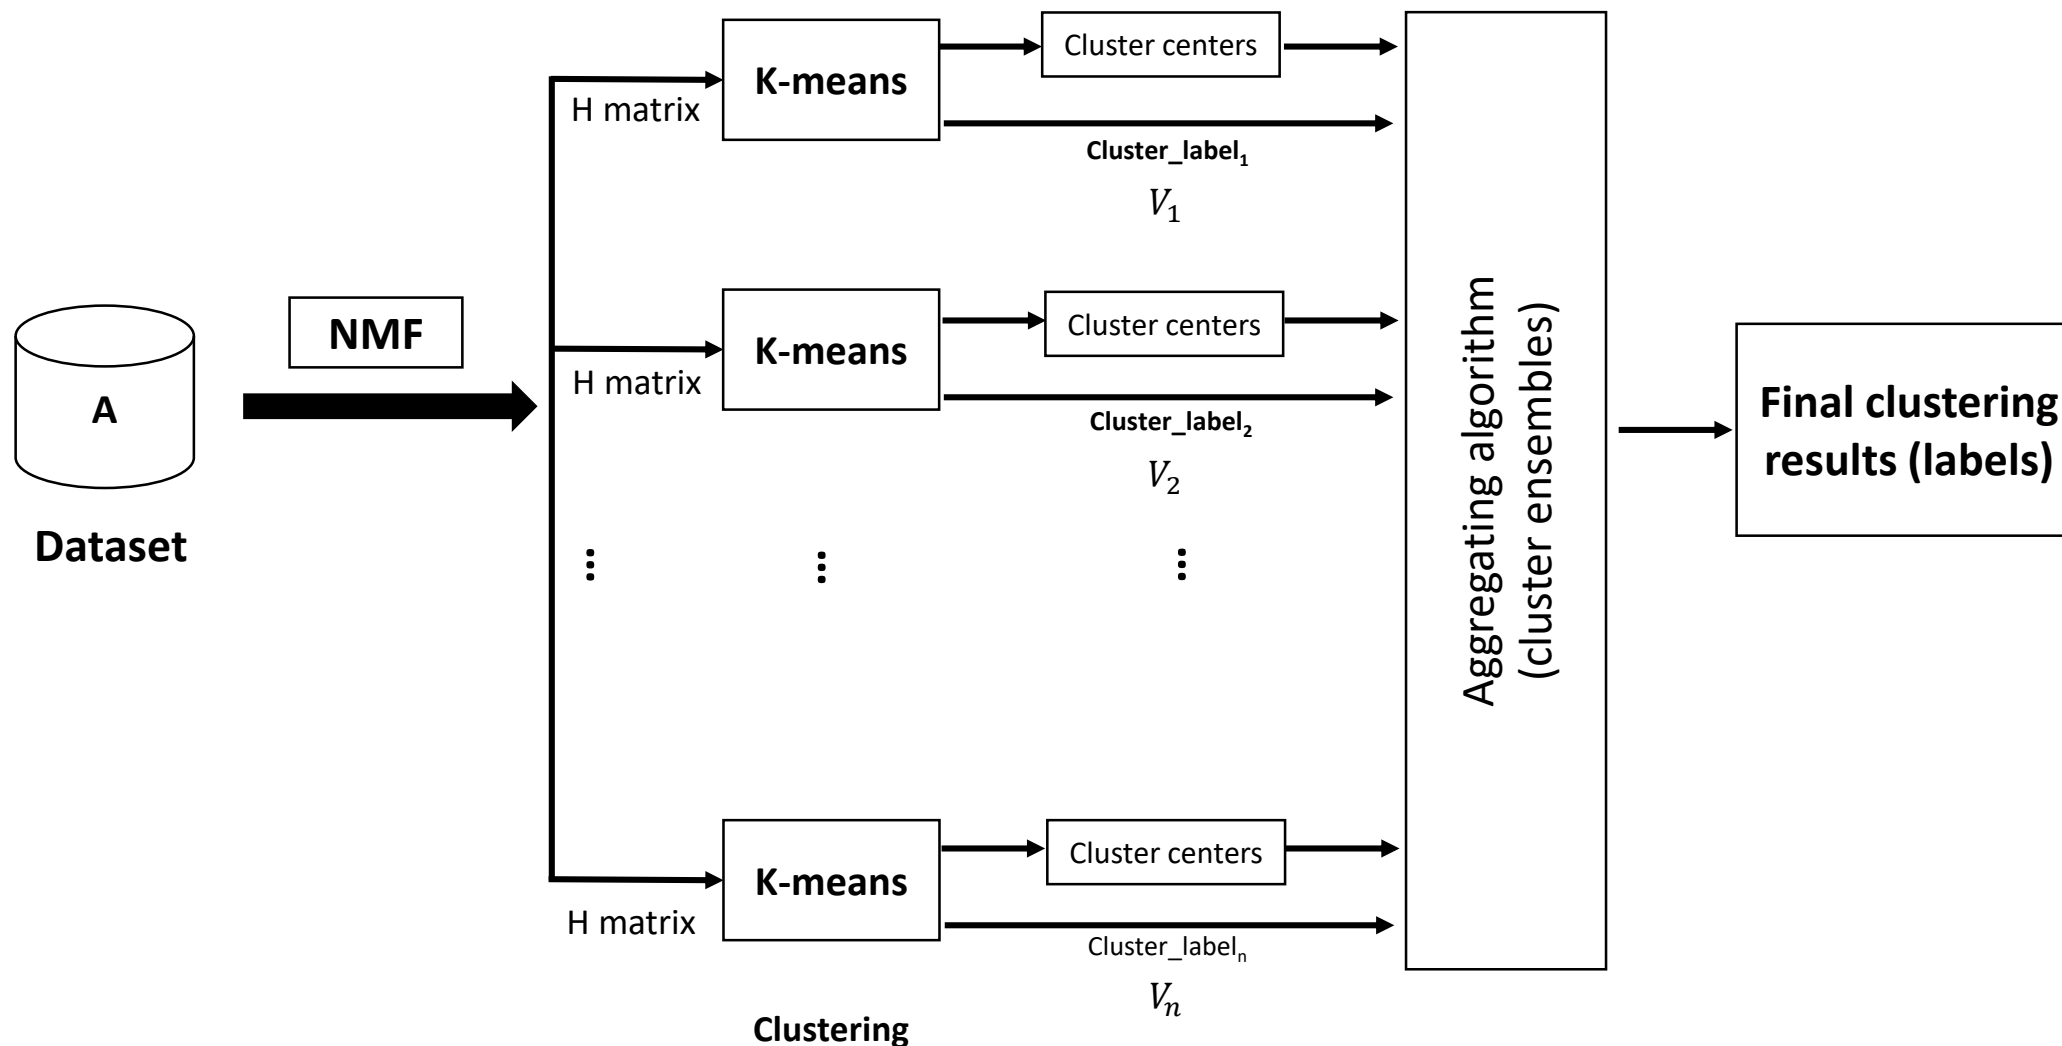 A
Dataset
NMF
H matrix
K-means
Cluster centers
Cluster_label₁
V₁
H matrix
K-means
Cluster centers
Cluster_label₂
V₂
⋮ ⋮ ⋮
H matrix
K-means
Cluster centers
Cluster_labelₙ
Vₙ
Clustering
Aggregating algorithm
(cluster ensembles)
Final clustering
results (labels)